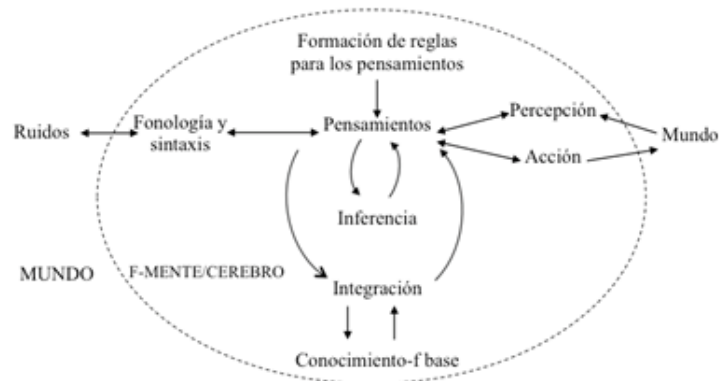 Formación de reglas
para los pensamientos
Percepción
Ruidos
Fonología y
sintaxis
Pensamientos
Mundo
Acción
Inferencia
MUNDO
F-MENTE/CEREBRO
Integración
Conocimiento-f base